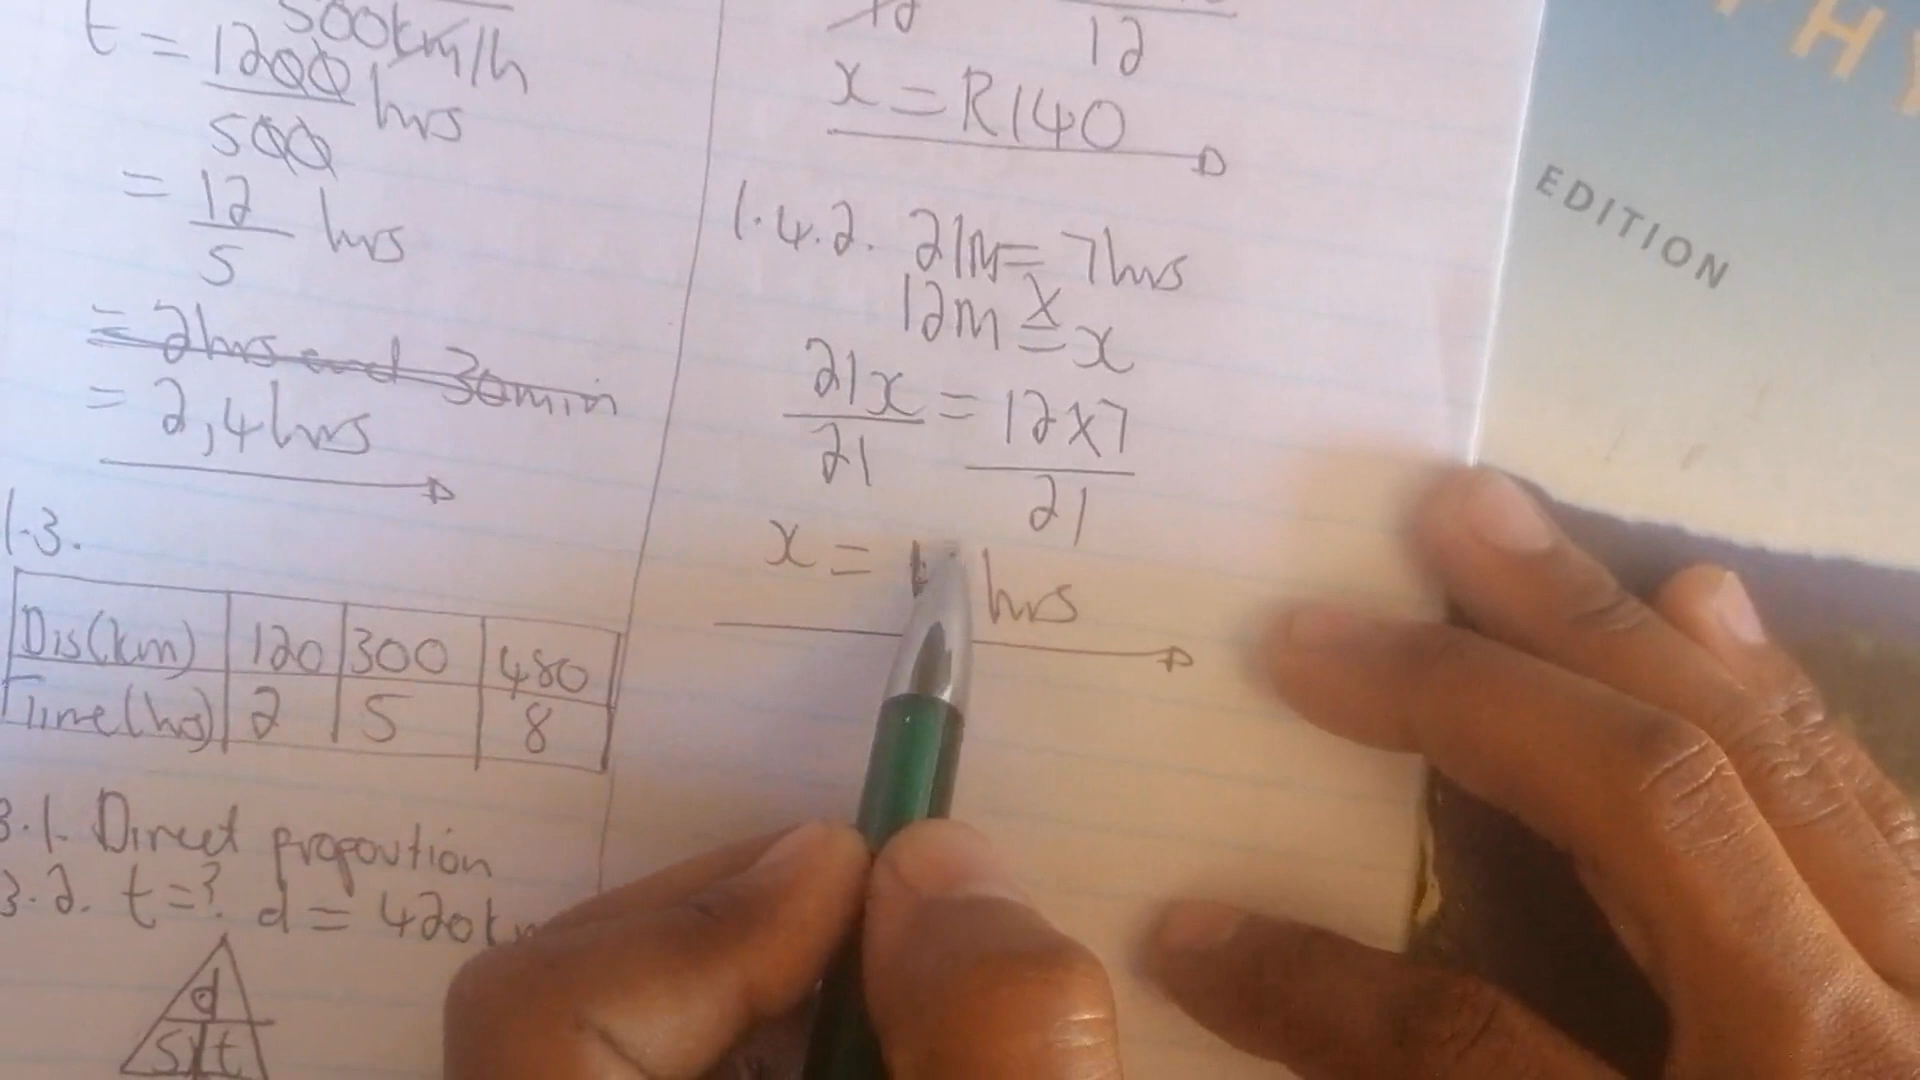 500km/h
t = 1200 hrs
500
= 12 hrs
5
= 2hrs and 30min
= 2,4hrs
1.3.
Dis(km) 120 300 480
Time(hrs) 2 5 8
3.1. Direct proportion
3.2. t=? d = 420k
d
s x t
12
x = R140
1.4.2. 21M = 7hrs
12m = x
21x = 12x7
21 21
x = hrs
EDITION